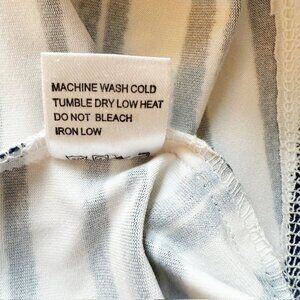 MACHINE WASH COLD
TUMBLE DRY LOW HEAT
DO NOT BLEACH
IRON LOW